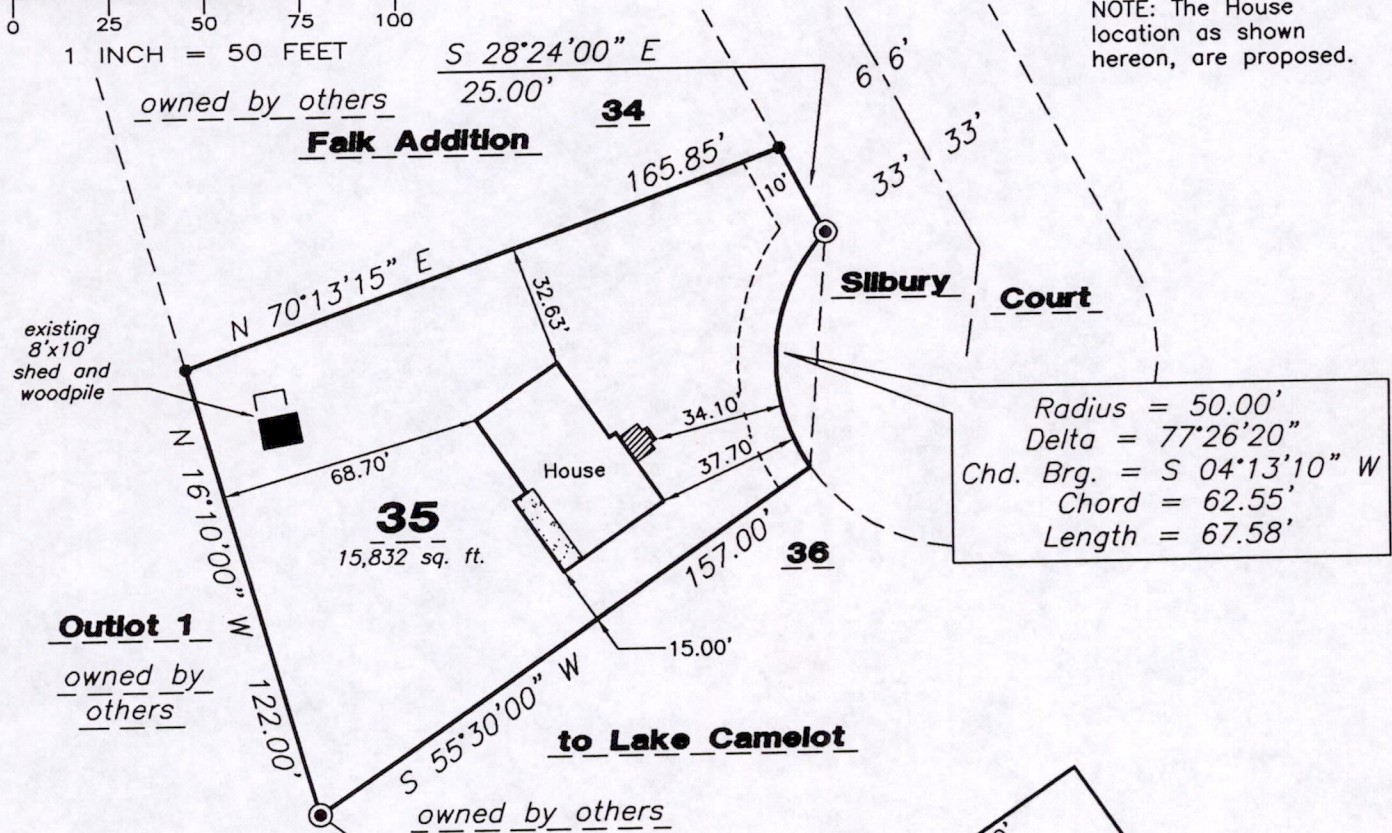 0 25 50 75 100
1 INCH = 50 FEET
NOTE: The House
location as shown
hereon, are proposed.
S 28°24'00" E
25.00'
owned by others
34
Falk Addition
66'
33'
33'
165.85'
10'
N 70°13'15" E
32.63'
Silbury Court
existing
8'x10'
shed and
woodpile
34.10'
37.70'
House
68.70'
Radius = 50.00'
Delta = 77°26'20"
Chd. Brg. = S 04°13'10" W
Chord = 62.55'
Length = 67.58'
35
15,832 sq. ft.
N 16°10'00" W
122.00'
157.00'
36
Outlot 1
owned by
others
15.00'
S 55°30'00" W
to Lake Camelot
owned by others